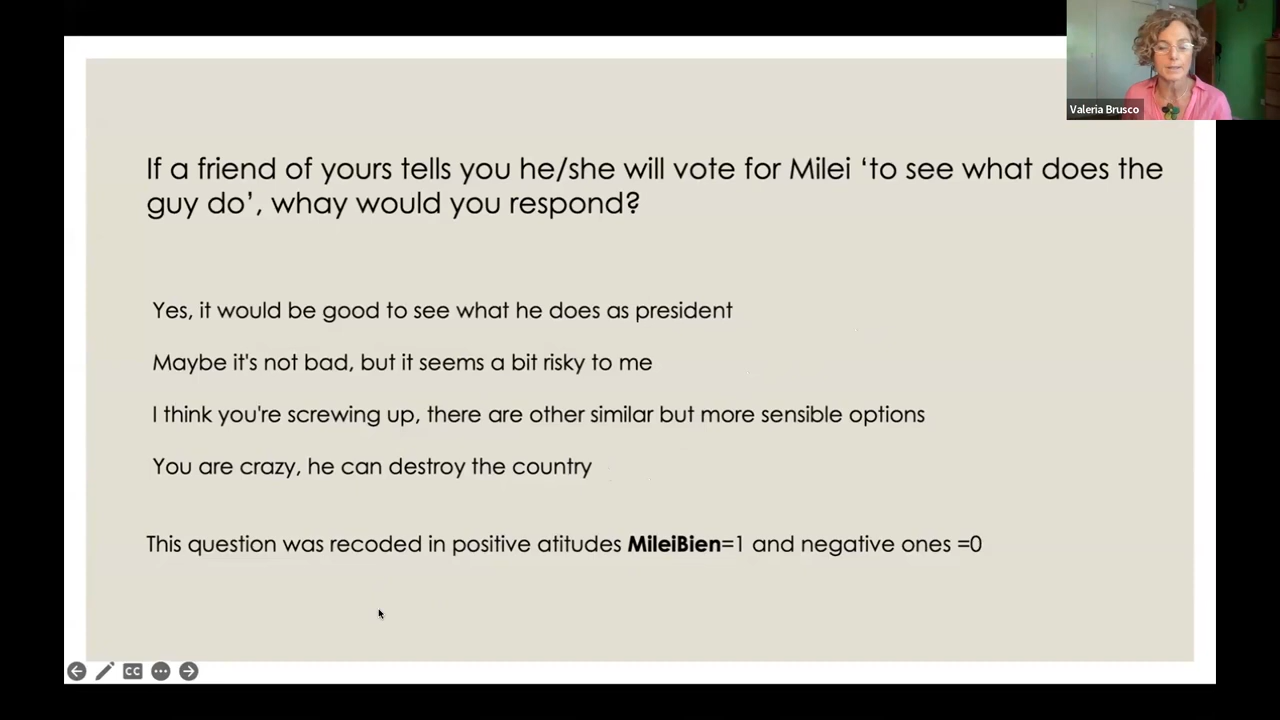 Valeria Brusco
If a friend of yours tells you he/she will vote for Milei ‘to see what does the
guy do’, whay would you respond?
Yes, it would be good to see what he does as president
Maybe it's not bad, but it seems a bit risky to me
I think you're screwing up, there are other similar but more sensible options
You are crazy, he can destroy the country
This question was recoded in positive atitudes MileiBien=1 and negative ones =0
CC